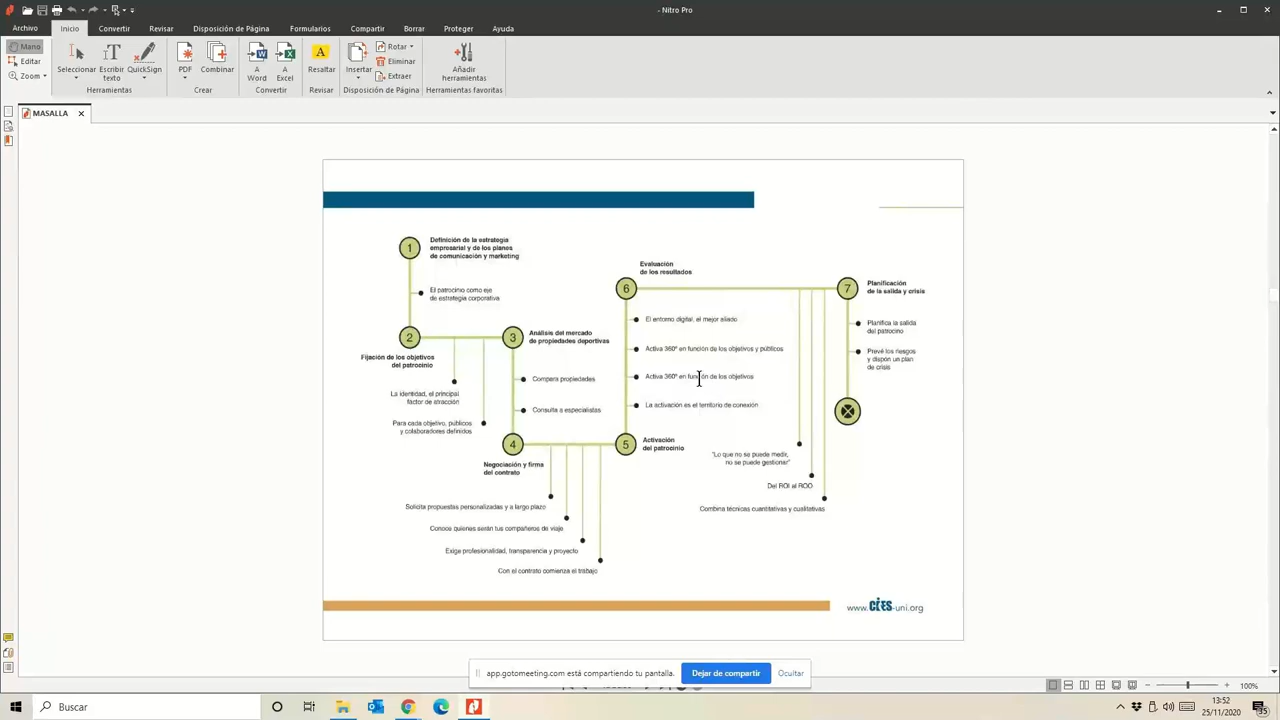 - Nitro Pro
Archivo
Inicio
Convertir
Revisar
Disposición de Página
Formularios
Compartir
Borrar
Proteger
Ayuda
Mano
Editar
Zoom
Seleccionar
Escribir
texto
QuickSign
Herramientas
PDF
Combinar
Crear
A
Word
A
Excel
Convertir
Resaltar
Revisar
Insertar
Rotar
Eliminar
Extraer
Disposición de Página
Añadir
herramientas
Herramientas favoritas
MASALLA
1
Definición de la estrategia
empresarial y de los planes
de comunicación y marketing
El patrocinio como eje
de estrategia corporativa
2
Fijación de los objetivos
del patrocinio
La identidad, el principal
factor de atracción
Para cada objetivo, públicos
y colaboradores definidos
3
Análisis del mercado
de propiedades deportivas
Compara propiedades
Consulta a especialistas
4
Negociación y firma
del contrato
Solicita propuestas personalizadas y a largo plazo
Conoce quienes serán tus compañeros de viaje
Exige profesionalidad, transparencia y proyecto
Con el contrato comienza el trabajo
5
Activación
del patrocinio
La activación es el territorio de conexión
Activa 360º en función de los objetivos
Activa 360º en función de los objetivos y públicos
El entorno digital, el mejor aliado
6
Evaluación
de los resultados
"Lo que no se puede medir,
no se puede gestionar"
Del ROI al ROO
Combina técnicas cuantitativas y cualitativas
7
Planificación
de la salida y crisis
Planifica la salida
del patrocinio
Prevé los riesgos
y dispón un plan
de crisis
www.CIES-uni.org
app.gotomeeting.com está compartiendo tu pantalla.
Dejar de compartir
Ocultar
100%
Buscar
13:52
25/11/2020